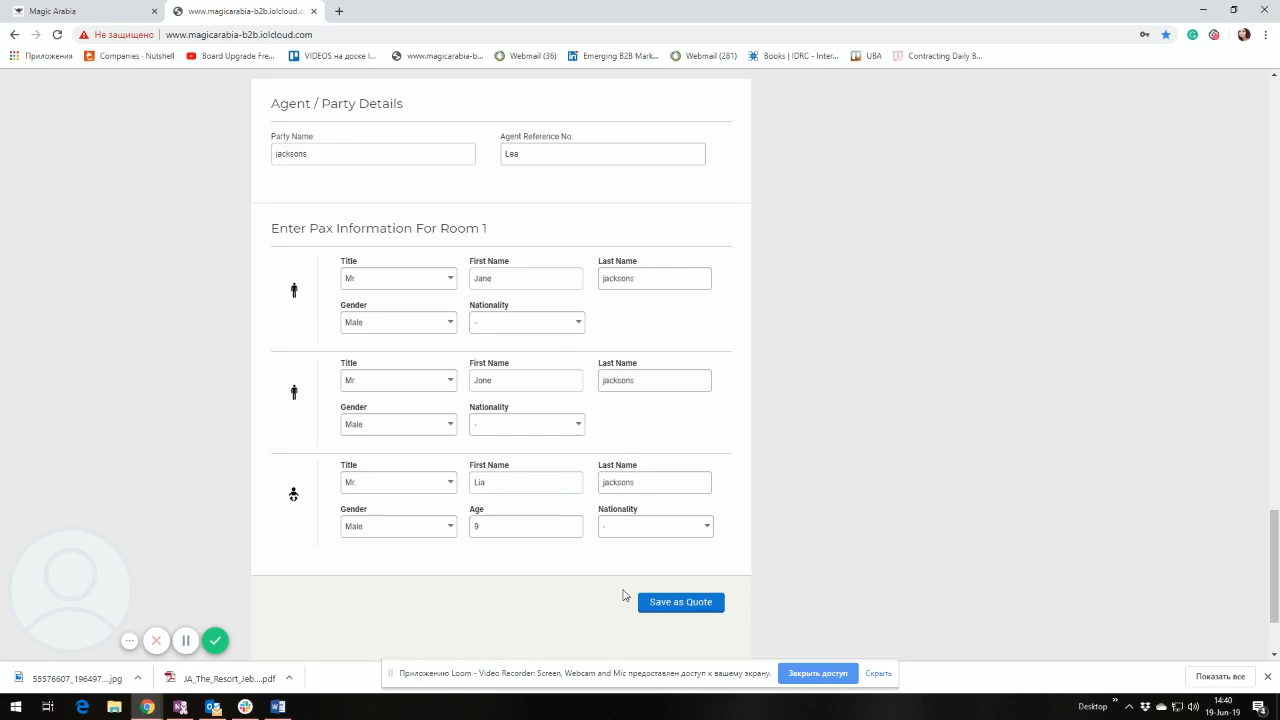 Magic Arabia
www.magicarabia-b2b.iolcloud.co
Не защищено
www.magicarabia-b2b.iolcloud.com
Приложения
Companies - Nutshell
Board Upgrade Fre...
VIDEOS на доске I...
www.magicarabia-b...
Webmail (36)
Emerging B2B Mark...
Webmail (281)
Books | IDRC - Inter...
UBA
Contracting Daily B...
Agent / Party Details
Party Name
Agent Reference No.
jacksons
Lea
Enter Pax Information For Room 1
Title
First Name
Last Name
Mr.
Jane
jacksons
Gender
Nationality
Male
-
Title
First Name
Last Name
Mr.
Jone
jacksons
Gender
Nationality
Male
-
Title
First Name
Last Name
Mr.
Lia
jacksons
Gender
Age
Nationality
Male
9
-
Save as Quote
55576607_196497....jpg
JA_The_Resort_Jeb....pdf
Приложению Loom - Video Recorder: Screen, Webcam and Mic предоставлен доступ к вашему экрану.
Закрыть доступ
Скрыть
Показать все
Desktop
14:40
19-Jun-19
4